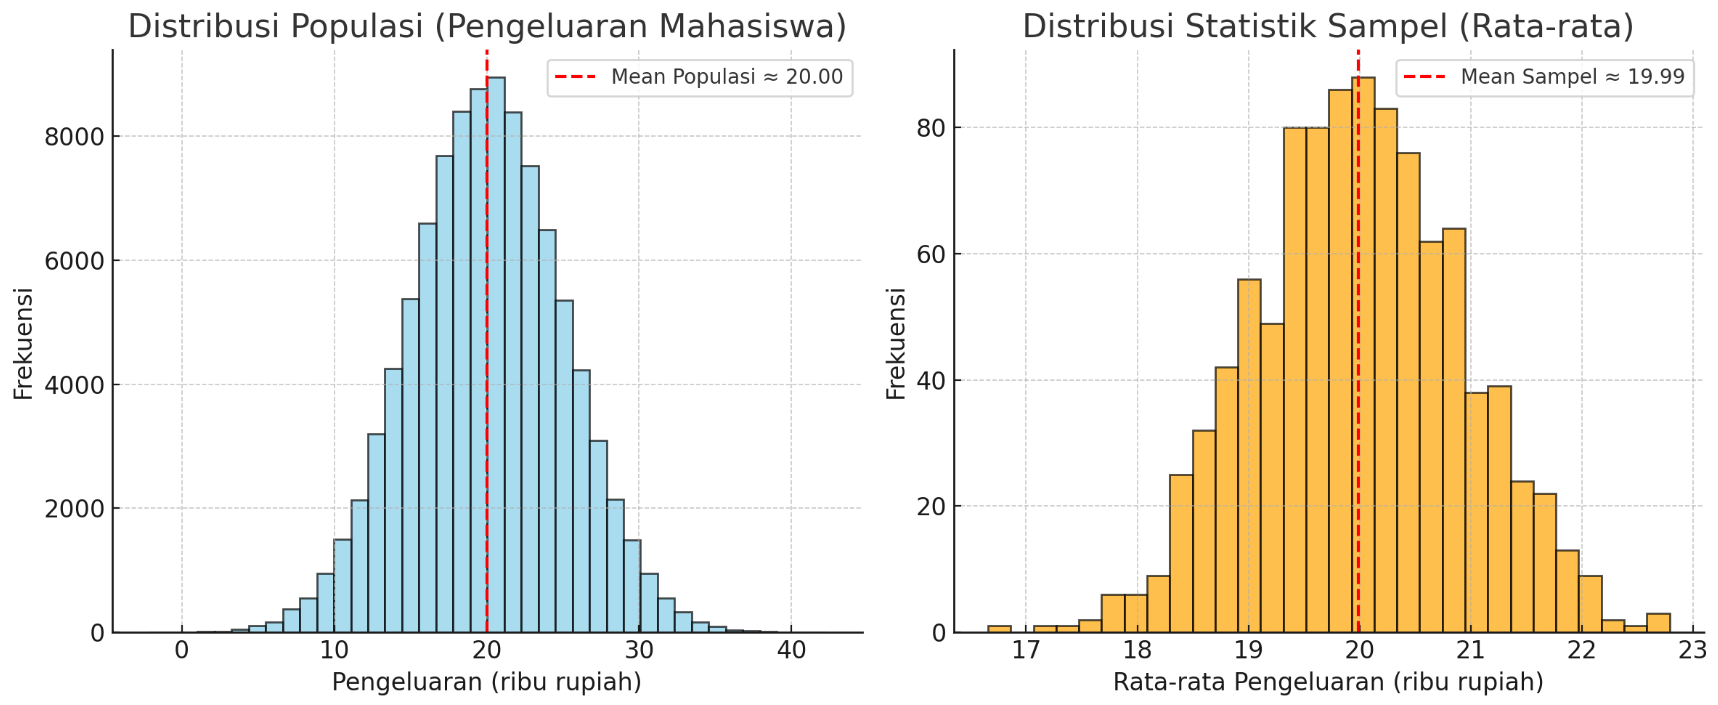 Distribusi Populasi (Pengeluaran Mahasiswa)
Mean Populasi ≈ 20.00
Frekuensi
8000
6000
4000
2000
0
0 10 20 30 40
Pengeluaran (ribu rupiah)
Distribusi Statistik Sampel (Rata-rata)
Mean Sampel ≈ 19.99
Frekuensi
80
60
40
20
0
17 18 19 20 21 22 23
Rata-rata Pengeluaran (ribu rupiah)